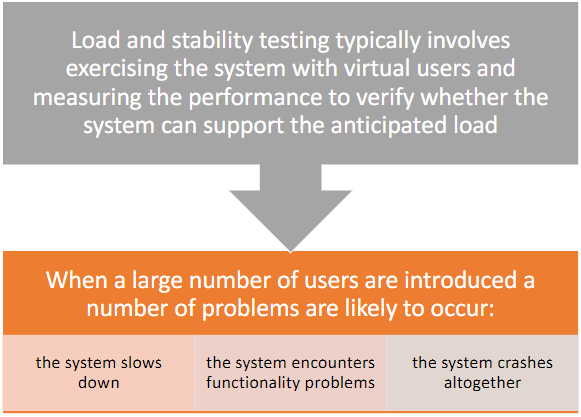 Load and stability testing typically involves
exercising the system with virtual users and
measuring the performance to verify whether the
system can support the anticipated load
When a large number of users are introduced a
number of problems are likely to occur:
the system slows
down
the system encounters
functionality problems
the system crashes
altogether